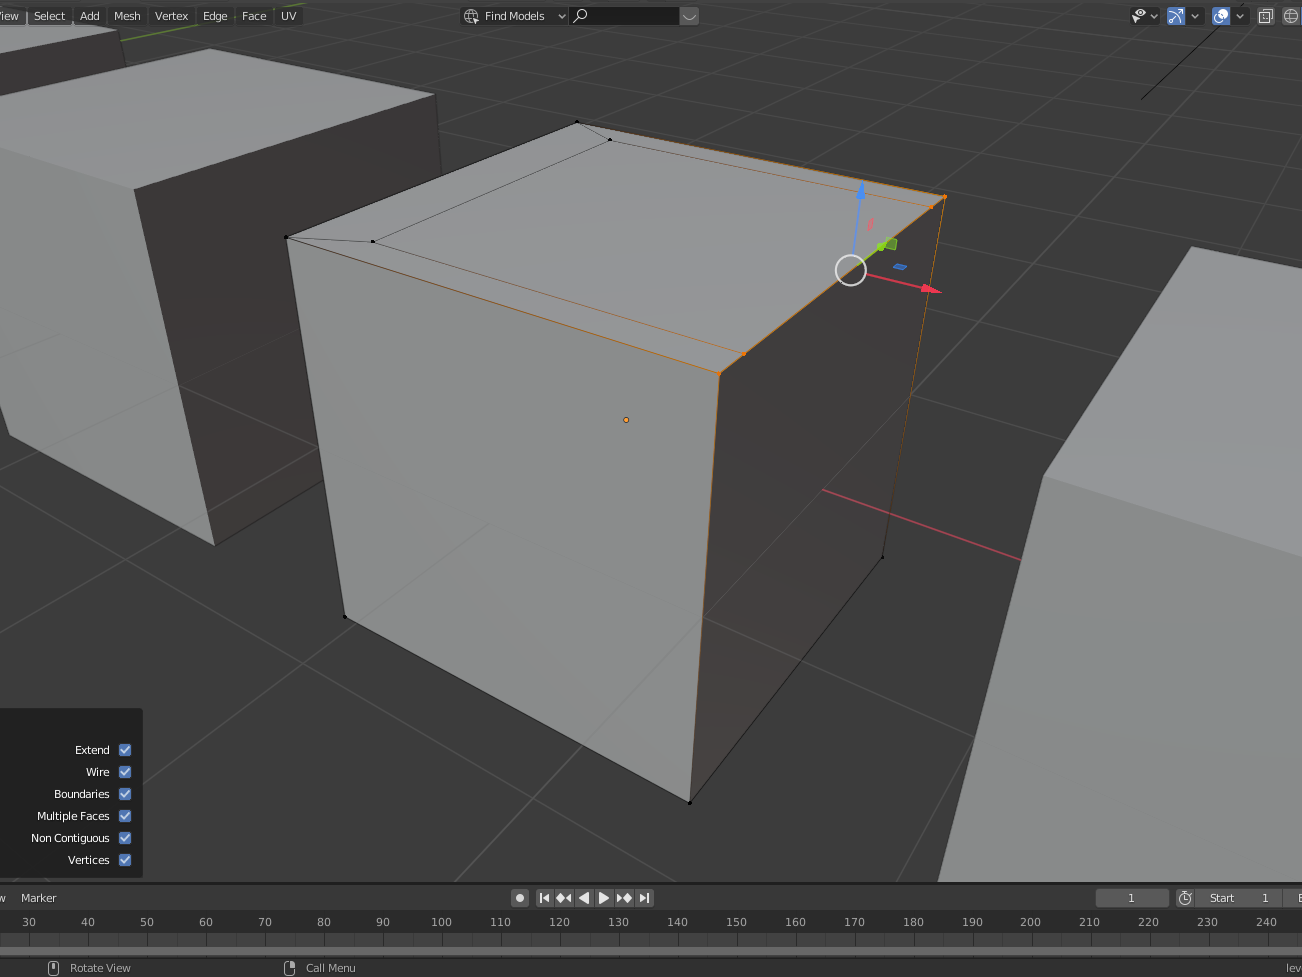 iew Select Add Mesh Vertex Edge Face UV Find Models
Extend
Wire
Boundaries
Multiple Faces
Non Contiguous
Vertices
w Marker 1 Start 1 E
30 40 50 60 70 80 90 100 110 120 130 140 150 160 170 180 190 200 210 220 230 240
Rotate View Call Menu lev